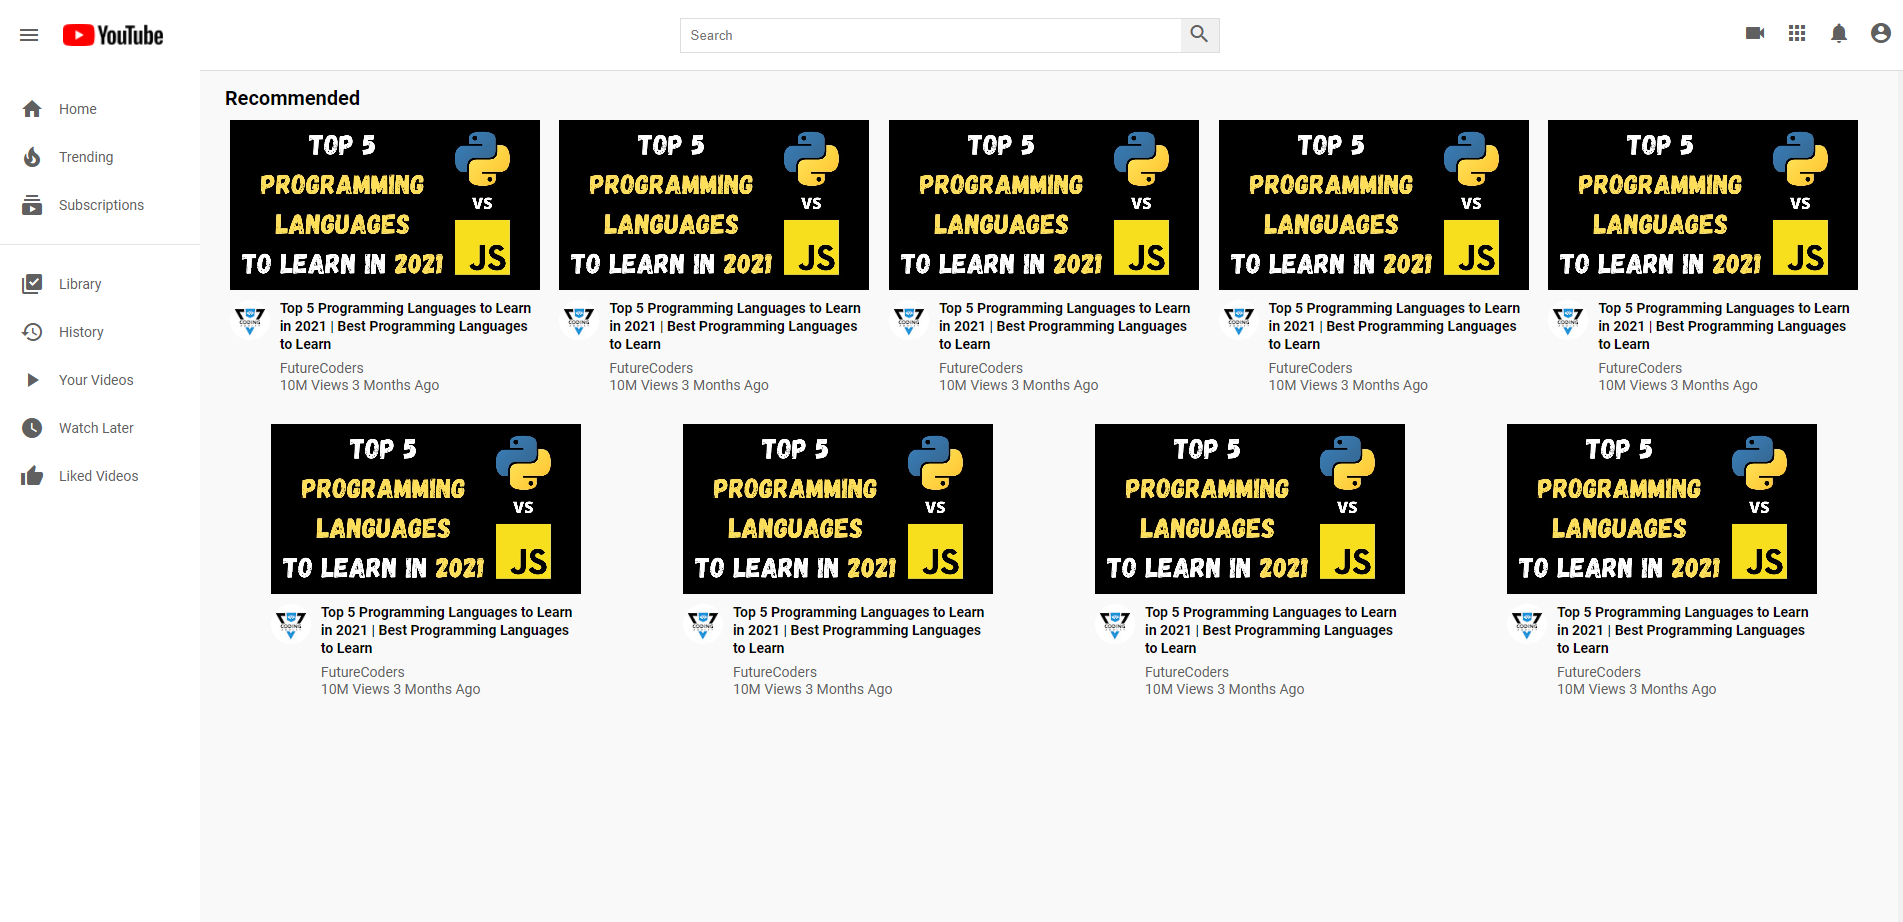 YouTube
Search
Home
Trending
Subscriptions
Library
History
Your Videos
Watch Later
Liked Videos
Recommended
TOP 5
PROGRAMMING
LANGUAGES
TO LEARN IN 2021
VS
JS
CODING
Top 5 Programming Languages to Learn
in 2021 | Best Programming Languages
to Learn
FutureCoders
10M Views 3 Months Ago
TOP 5
PROGRAMMING
LANGUAGES
TO LEARN IN 2021
VS
JS
CODING
Top 5 Programming Languages to Learn
in 2021 | Best Programming Languages
to Learn
FutureCoders
10M Views 3 Months Ago
TOP 5
PROGRAMMING
LANGUAGES
TO LEARN IN 2021
VS
JS
CODING
Top 5 Programming Languages to Learn
in 2021 | Best Programming Languages
to Learn
FutureCoders
10M Views 3 Months Ago
TOP 5
PROGRAMMING
LANGUAGES
TO LEARN IN 2021
VS
JS
CODING
Top 5 Programming Languages to Learn
in 2021 | Best Programming Languages
to Learn
FutureCoders
10M Views 3 Months Ago
TOP 5
PROGRAMMING
LANGUAGES
TO LEARN IN 2021
VS
JS
CODING
Top 5 Programming Languages to Learn
in 2021 | Best Programming Languages
to Learn
FutureCoders
10M Views 3 Months Ago
TOP 5
PROGRAMMING
LANGUAGES
TO LEARN IN 2021
VS
JS
CODING
Top 5 Programming Languages to Learn
in 2021 | Best Programming Languages
to Learn
FutureCoders
10M Views 3 Months Ago
TOP 5
PROGRAMMING
LANGUAGES
TO LEARN IN 2021
VS
JS
CODING
Top 5 Programming Languages to Learn
in 2021 | Best Programming Languages
to Learn
FutureCoders
10M Views 3 Months Ago
TOP 5
PROGRAMMING
LANGUAGES
TO LEARN IN 2021
VS
JS
CODING
Top 5 Programming Languages to Learn
in 2021 | Best Programming Languages
to Learn
FutureCoders
10M Views 3 Months Ago
TOP 5
PROGRAMMING
LANGUAGES
TO LEARN IN 2021
VS
JS
CODING
Top 5 Programming Languages to Learn
in 2021 | Best Programming Languages
to Learn
FutureCoders
10M Views 3 Months Ago